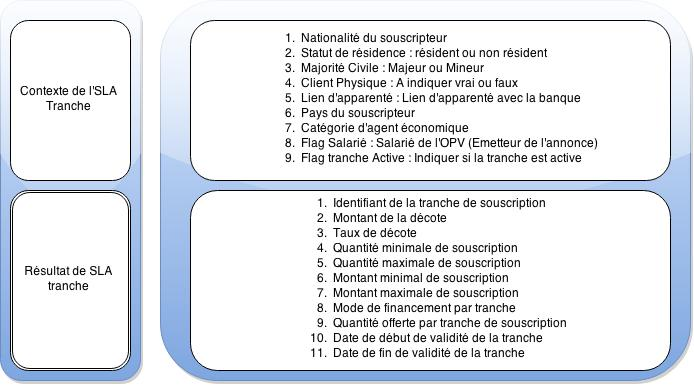 Contexte de l'SLA
Tranche
1. Nationalité du souscripteur
2. Statut de résidence : résident ou non résident
3. Majorité Civile : Majeur ou Mineur
4. Client Physique : A indiquer vrai ou faux
5. Lien d'apparenté : Lien d'apparenté avec la banque
6. Pays du souscripteur
7. Catégorie d'agent économique
8. Flag Salarié : Salarié de l'OPV (Emetteur de l'annonce)
9. Flag tranche Active : Indiquer si la tranche est active
Résultat de SLA
tranche
1. Identifiant de la tranche de souscription
2. Montant de la décote
3. Taux de décote
4. Quantité minimale de souscription
5. Quantité maximale de souscription
6. Montant minimal de souscription
7. Montant maximale de souscription
8. Mode de financement par tranche
9. Quantité offerte par tranche de souscription
10. Date de début de validité de la tranche
11. Date de fin de validité de la tranche